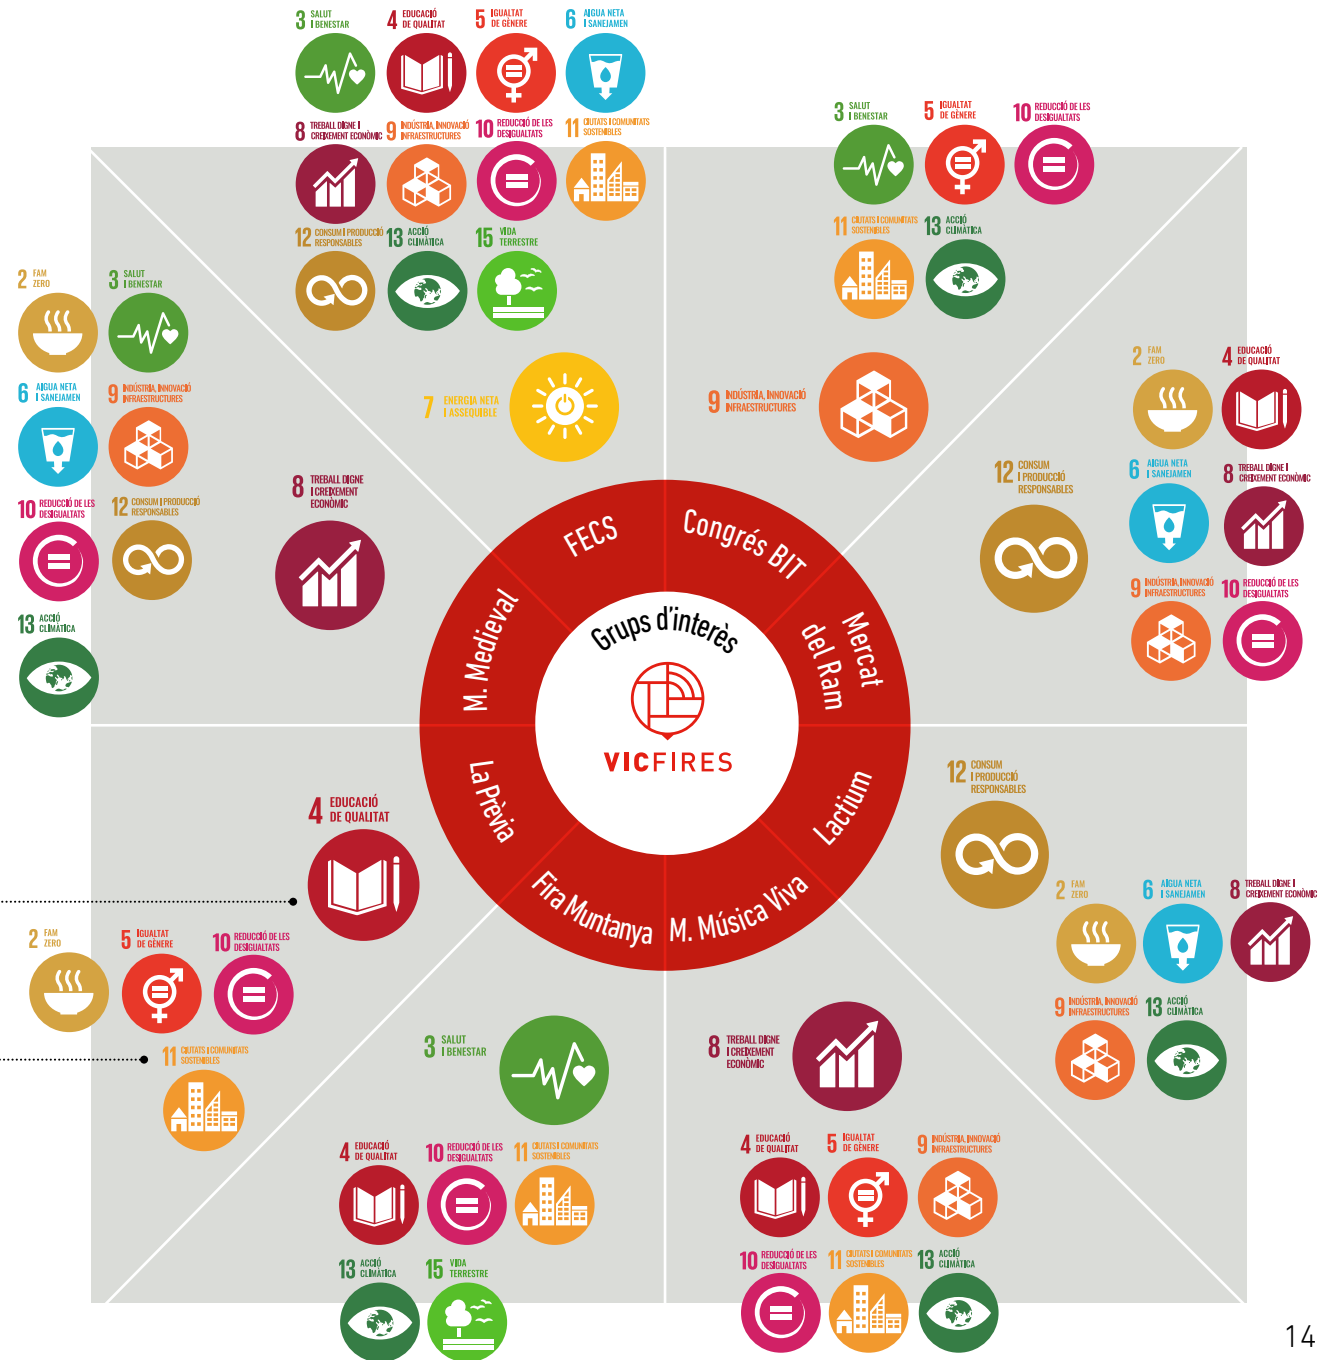 3 SALUT
I BENESTAR
4 EDUCACIÓ
DE QUALITAT
5 IGUALTAT
DE GÈNERE
6 AIGUA NETA
I SANEJAMEN
8 TREBALL DIGNE I
CREIXEMENT ECONÒMIC
9 INDÚSTRIA, INNOVACIÓ
INFRAESTRUCTURES
10 REDUCCIÓ DE LES
DESIGUALTATS
11 CIUTATS I COMUNITATS
SOSTENIBLES
12 CONSUM I PRODUCCIÓ
RESPONSABLES
13 ACCIÓ
CLIMÀTICA
15 VIDA
TERRESTRE
7 ENERGIA NETA
I ASSEQUIBLE
3 SALUT
I BENESTAR
5 IGUALTAT
DE GÈNERE
10 REDUCCIÓ DE LES
DESIGUALTATS
11 CIUTATS I COMUNITATS
SOSTENIBLES
13 ACCIÓ
CLIMÀTICA
9 INDÚSTRIA, INNOVACIÓ
INFRAESTRUCTURES
2 FAM
ZERO
3 SALUT
I BENESTAR
6 AIGUA NETA
I SANEJAMEN
9 INDÚSTRIA, INNOVACIÓ
INFRAESTRUCTURES
10 REDUCCIÓ DE LES
DESIGUALTATS
12 CONSUM I PRODUCCIÓ
RESPONSABLES
13 ACCIÓ
CLIMÀTICA
8 TREBALL DIGNE
I CREIXEMENT
ECONÒMIC
2 FAM
ZERO
4 EDUCACIÓ
DE QUALITAT
6 AIGUA NETA
I SANEJAMEN
8 TREBALL DIGNE I
CREIXEMENT ECONÒMIC
9 INDÚSTRIA, INNOVACIÓ
INFRAESTRUCTURES
10 REDUCCIÓ DE LES
DESIGUALTATS
12 CONSUM
I PRODUCCIÓ
RESPONSABLES
FECS
Congrés BIT
Mercat
del Ram
Lactium
M. Música Viva
Fira Muntanya
La Prèvia
M. Medieval
Grups d'interès
VICFIRES
4 EDUCACIÓ
DE QUALITAT
2 FAM
ZERO
5 IGUALTAT
DE GÈNERE
10 REDUCCIÓ DE LES
DESIGUALTATS
11 CIUTATS I COMUNITATS
SOSTENIBLES
12 CONSUM
I PRODUCCIÓ
RESPONSABLES
2 FAM
ZERO
6 AIGUA NETA
I SANEJAMEN
8 TREBALL DIGNE I
CREIXEMENT ECONÒMIC
9 INDÚSTRIA, INNOVACIÓ
INFRAESTRUCTURES
13 ACCIÓ
CLIMÀTICA
3 SALUT
I BENESTAR
4 EDUCACIÓ
DE QUALITAT
10 REDUCCIÓ DE LES
DESIGUALTATS
11 CIUTATS I COMUNITATS
SOSTENIBLES
13 ACCIÓ
CLIMÀTICA
15 VIDA
TERRESTRE
8 TREBALL DIGNE
I CREIXEMENT
ECONÒMIC
4 EDUCACIÓ
DE QUALITAT
5 IGUALTAT
DE GÈNERE
9 INDÚSTRIA, INNOVACIÓ
INFRAESTRUCTURES
10 REDUCCIÓ DE LES
DESIGUALTATS
11 CIUTATS I COMUNITATS
SOSTENIBLES
13 ACCIÓ
CLIMÀTICA
14